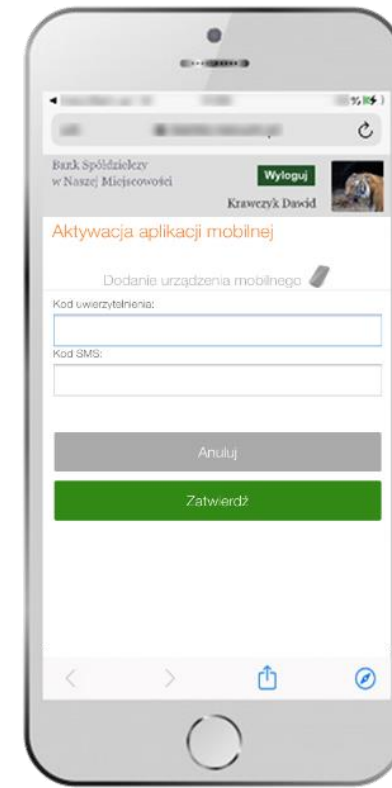 Bank Spółdzielczy
w Naszej Miejscowości
Wyloguj
Krawczyk Dawid
Aktywacja aplikacji mobilnej
Dodanie urządzenia mobilnego
Kod uwierzytelnienia:
Kod SMS:
Anuluj
Zatwierdź